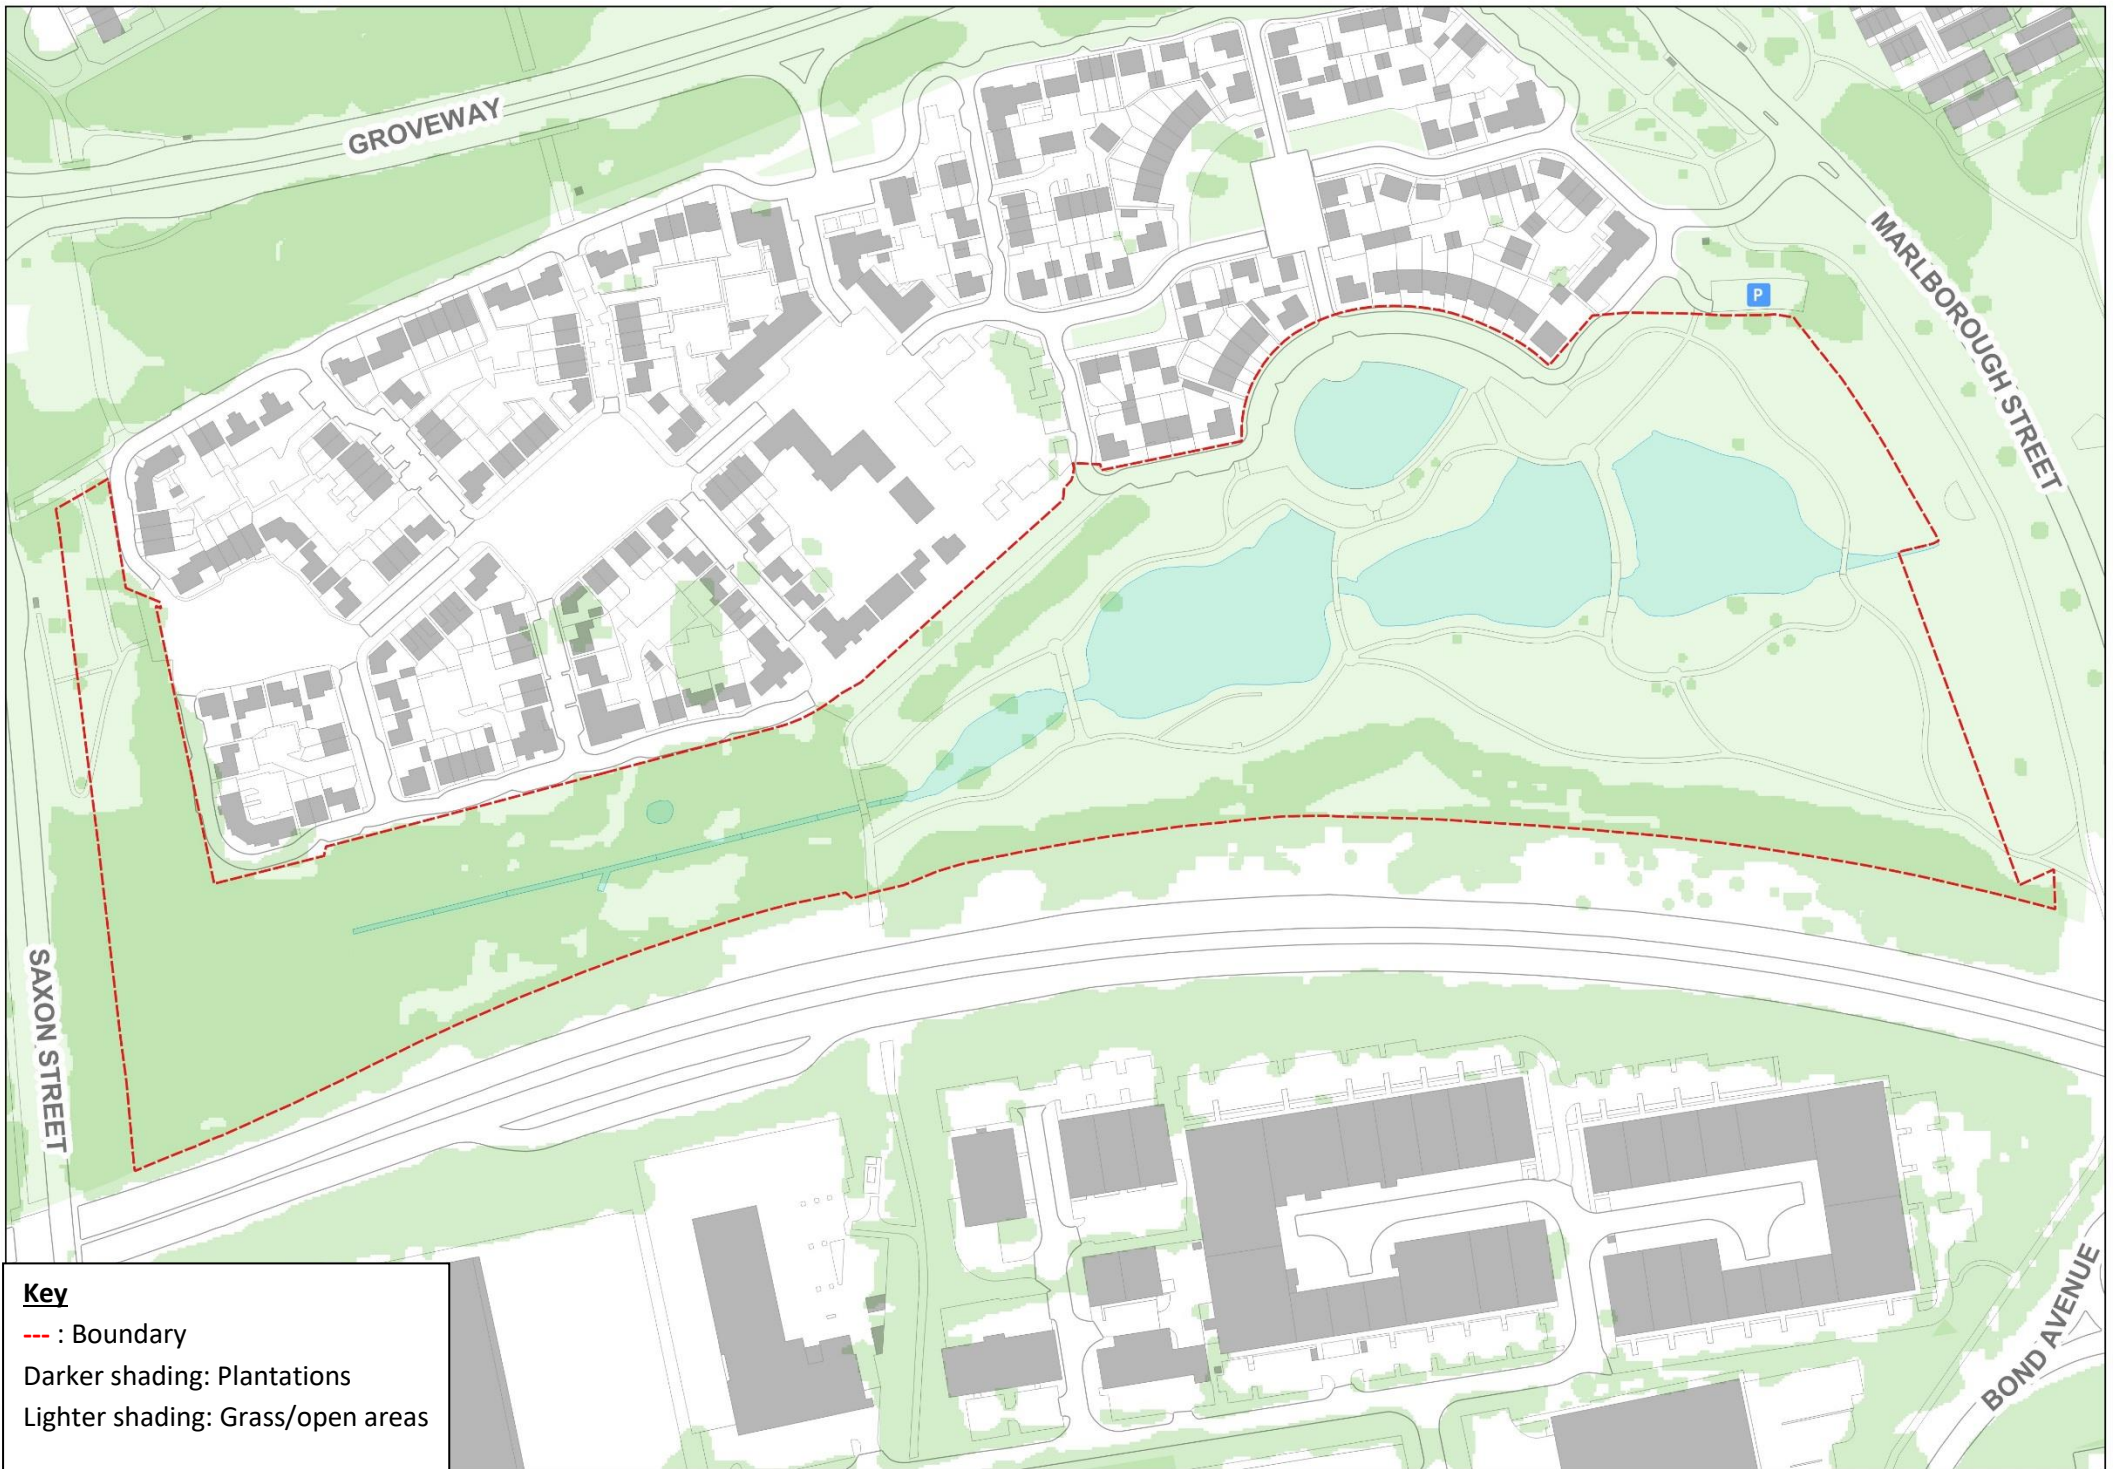 GROVEWAY
MARLBOROUGH STREET
P
SAXON STREET
BOND AVENUE
Key
--- : Boundary
Darker shading: Plantations
Lighter shading: Grass/open areas